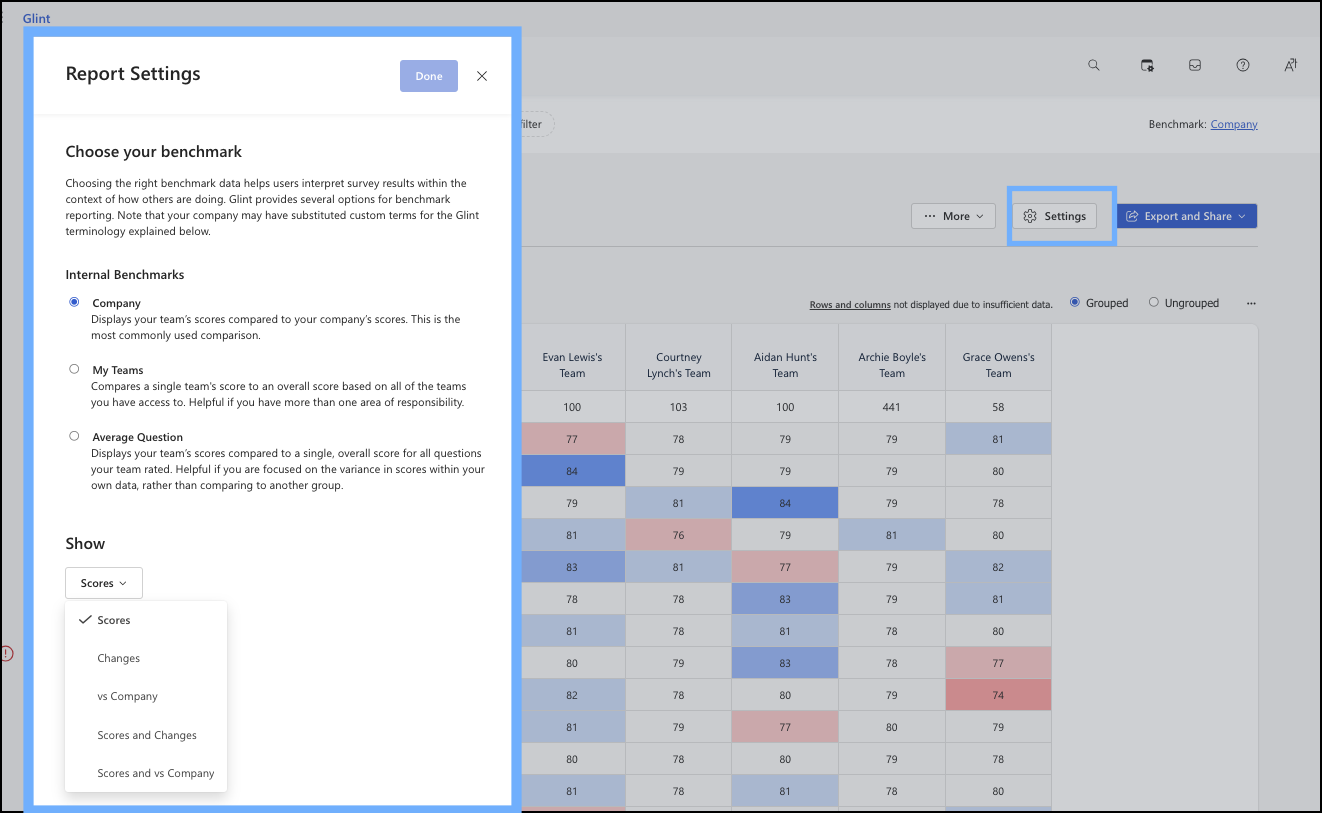 Glint
Report Settings
Done
Choose your benchmark
Choosing the right benchmark data helps users interpret survey results within the
context of how others are doing. Glint provides several options for benchmark
reporting. Note that your company may have substituted custom terms for the Glint
terminology explained below.
Internal Benchmarks
Company
Displays your team's scores compared to your company's scores. This is the
most commonly used comparison.
My Teams
Compares a single team's score to an overall score based on all of the teams
you have access to. Helpful if you have more than one area of responsibility.
Average Question
Displays your team's scores compared to a single, overall score for all questions
your team rated. Helpful if you are focused on the variance in scores within your
own data, rather than comparing to another group.
Show
Scores
Scores
Changes
vs Company
Scores and Changes
Scores and vs Company
filter
Benchmark: Company
More
Settings
Export and Share
Rows and columns not displayed due to insufficient data.
Grouped
Ungrouped
Evan Lewis's
Team
Courtney
Lynch's Team
Aidan Hunt's
Team
Archie Boyle's
Team
Grace Owens's
Team
100 103 100 441 58
77 78 79 79 81
84 79 79 79 80
79 81 84 79 78
81 76 79 81 80
83 81 77 79 82
78 78 83 79 81
81 78 81 78 80
80 79 83 78 77
82 78 80 79 74
81 79 77 80 79
80 78 80 79 78
81 78 81 78 80